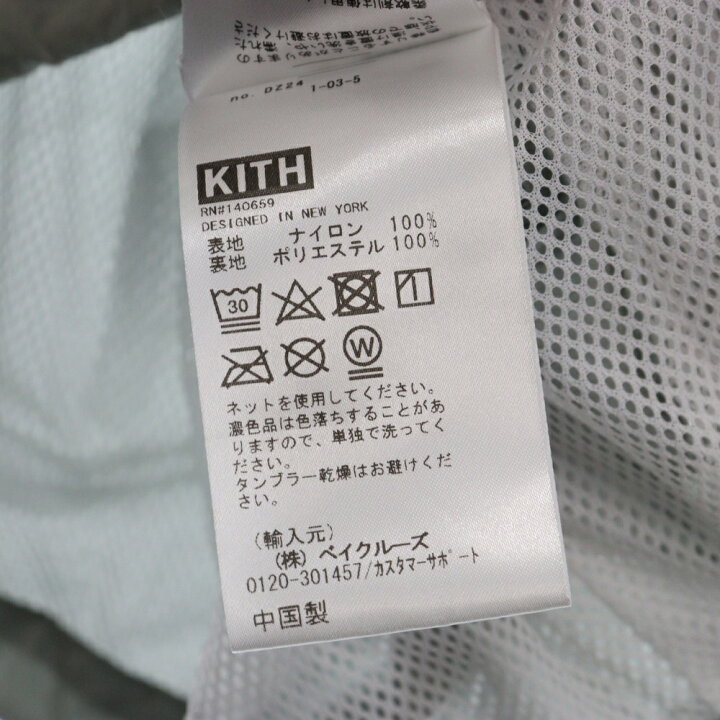 no. DZ24 1-03-5
KITH
RN#140659
DESIGNED IN NEW YORK
表地 ナイロン 100%
裏地 ポリエステル 100%
30
W
ネットを使用してください。
濃色品は色落ちすることがあ
りますので、単独で洗ってく
ださい。
タンブラー乾燥はお避けくだ
さい。
(輸入元)
(株) ベイクルーズ
0120-301457/カスタマーサポート
中国製